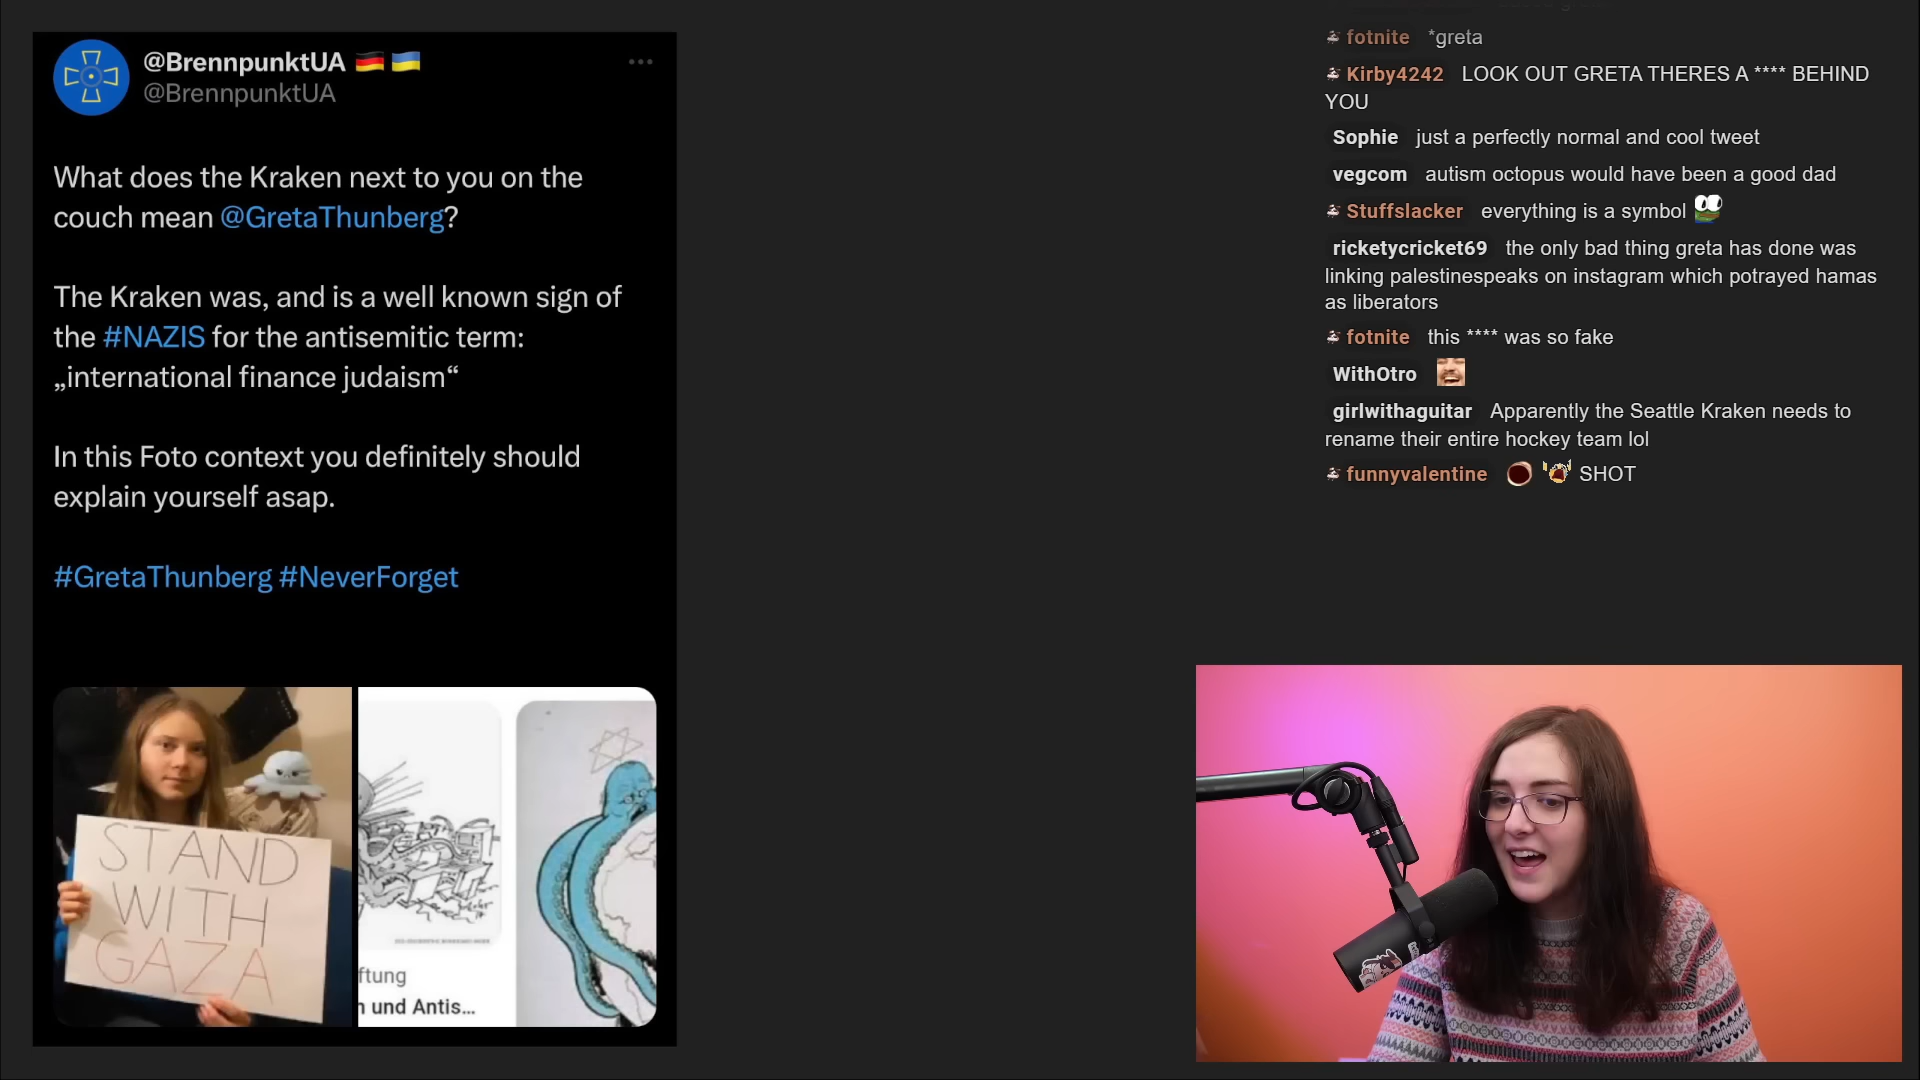 @BrennpunktUA 🇩🇪 🇺🇦
@BrennpunktUA
What does the Kraken next to you on the
couch mean @GretaThunberg?
The Kraken was, and is a well known sign of
the #NAZIS for the antisemitic term:
„international finance judaism“
In this Foto context you definitely should
explain yourself asap.
#GretaThunberg #NeverForget
STAND
WITH
GAZA
ftung
und Antis...
fotnite *greta
Kirby4242 LOOK OUT GRETA THERES A **** BEHIND
YOU
Sophie just a perfectly normal and cool tweet
vegcom autism octopus would have been a good dad
Stuffslacker everything is a symbol
ricketycricket69 the only bad thing greta has done was
linking palestinespeaks on instagram which potrayed hamas
as liberators
fotnite this **** was so fake
WithOtro
girlwithaguitar Apparently the Seattle Kraken needs to
rename their entire hockey team lol
funnyvalentine SHOT